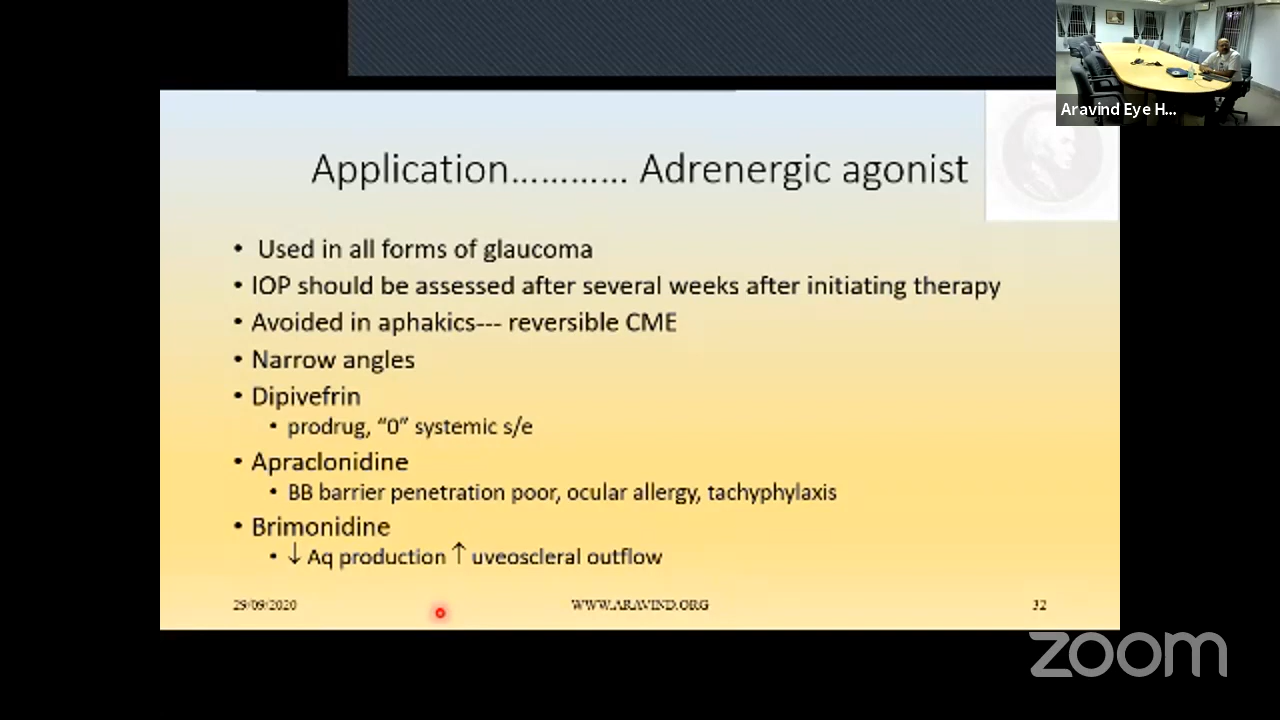 Aravind Eye H...
Application............ Adrenergic agonist
• Used in all forms of glaucoma
• IOP should be assessed after several weeks after initiating therapy
• Avoided in aphakics--- reversible CME
• Narrow angles
• Dipivefrin
• prodrug, “0” systemic s/e
• Apraclonidine
• BB barrier penetration poor, ocular allergy, tachyphylaxis
• Brimonidine
• ↓ Aq production ↑ uveoscleral outflow
29/09/2020 WWW.ARAVIND.ORG 32
zoom